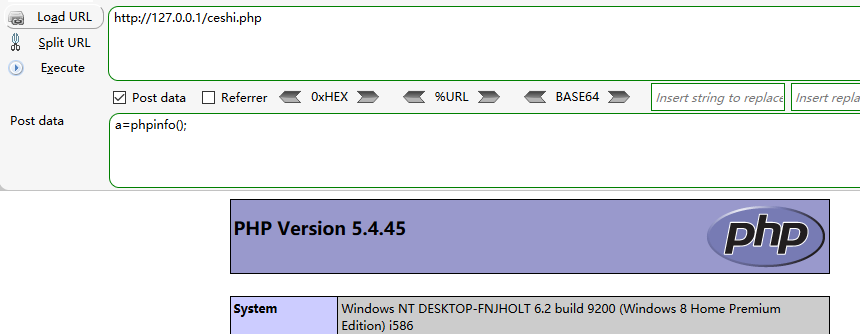 Load URL
http://127.0.0.1/ceshi.php
Split URL
Execute
Post data Referrer 0xHEX %URL BASE64 Insert string to replace Insert repla
Post data
a=phpinfo();
PHP Version 5.4.45
php
System
Windows NT DESKTOP-FNJHOLT 6.2 build 9200 (Windows 8 Home Premium
Edition) i586